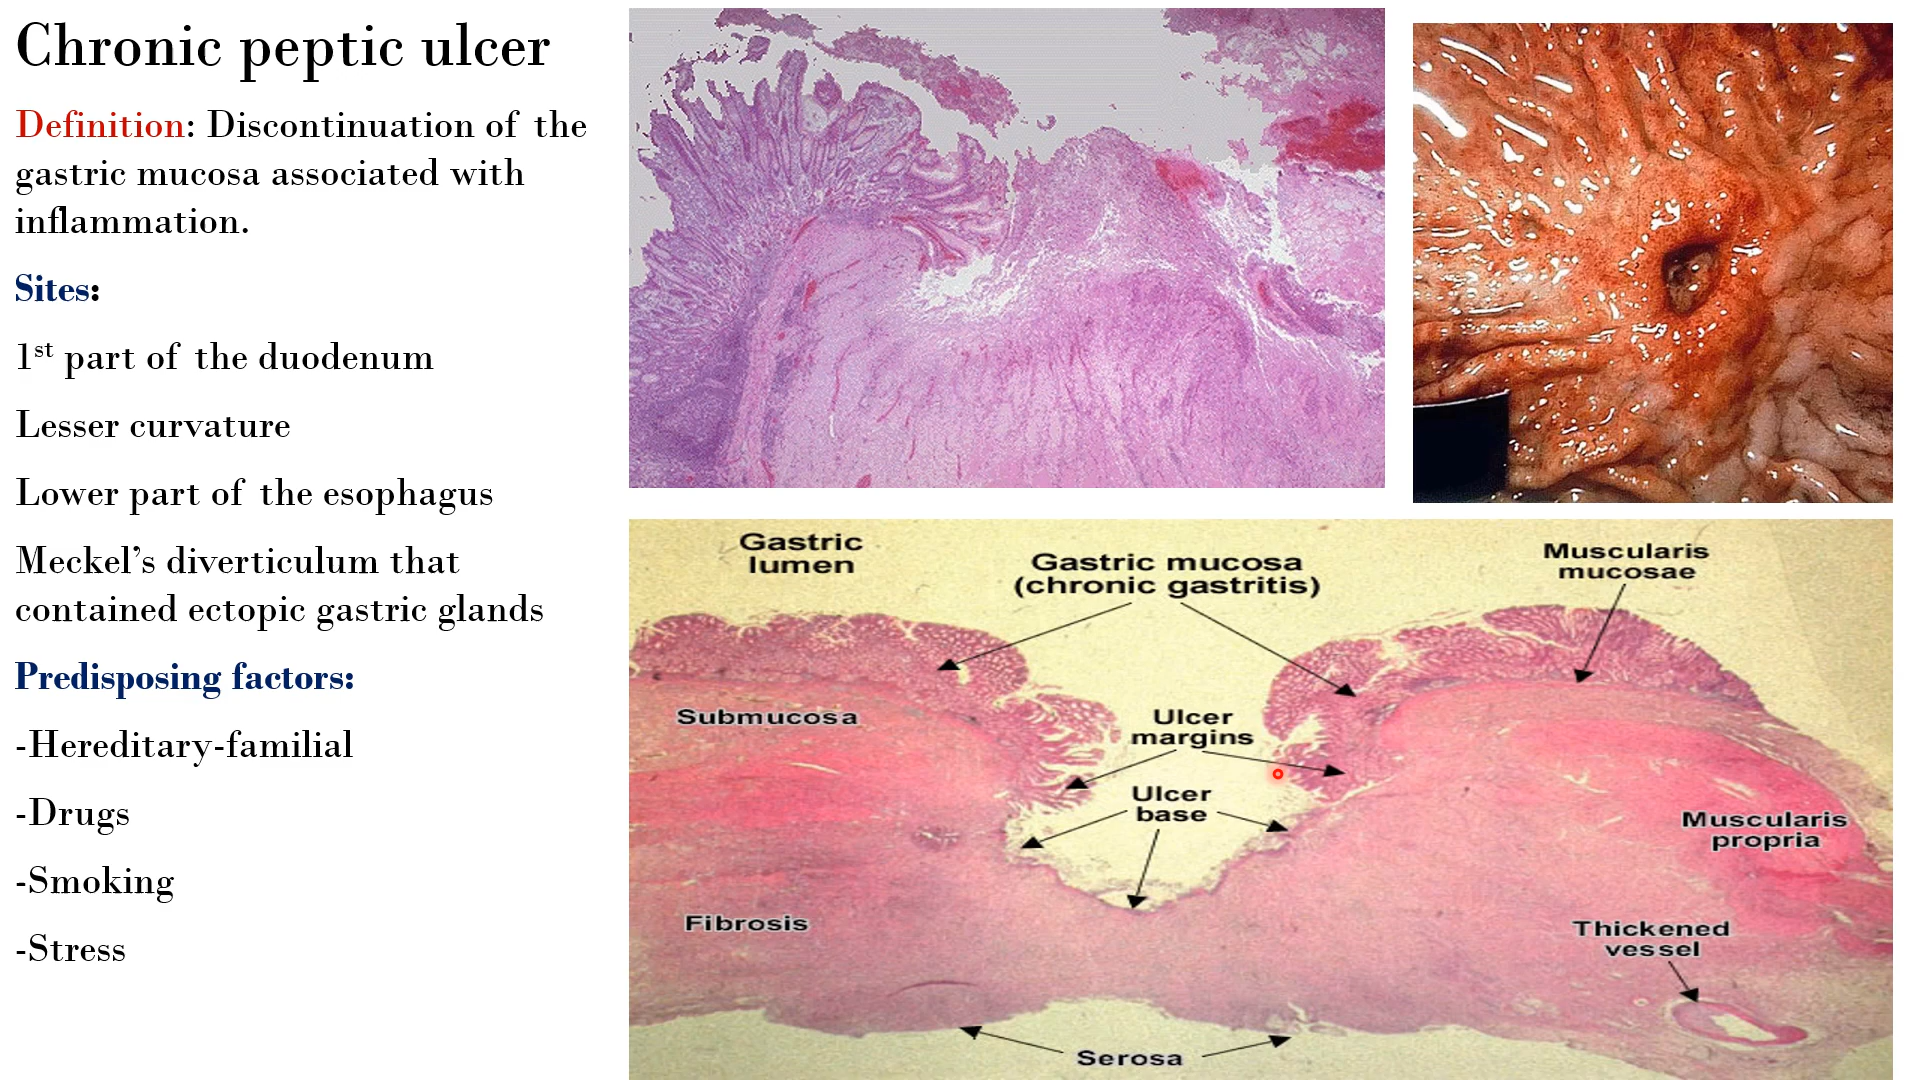 Chronic peptic ulcer
Definition: Discontinuation of the
gastric mucosa associated with
inflammation.
Sites:
1st part of the duodenum
Lesser curvature
Lower part of the esophagus
Meckel’s diverticulum that
contained ectopic gastric glands
Predisposing factors:
-Hereditary-familial
-Drugs
-Smoking
-Stress
Gastric
lumen
Gastric mucosa
(chronic gastritis)
Muscularis
mucosae
Submucosa
Ulcer
margins
Ulcer
base
Muscularis
propria
Fibrosis
Thickened
vessel
Serosa